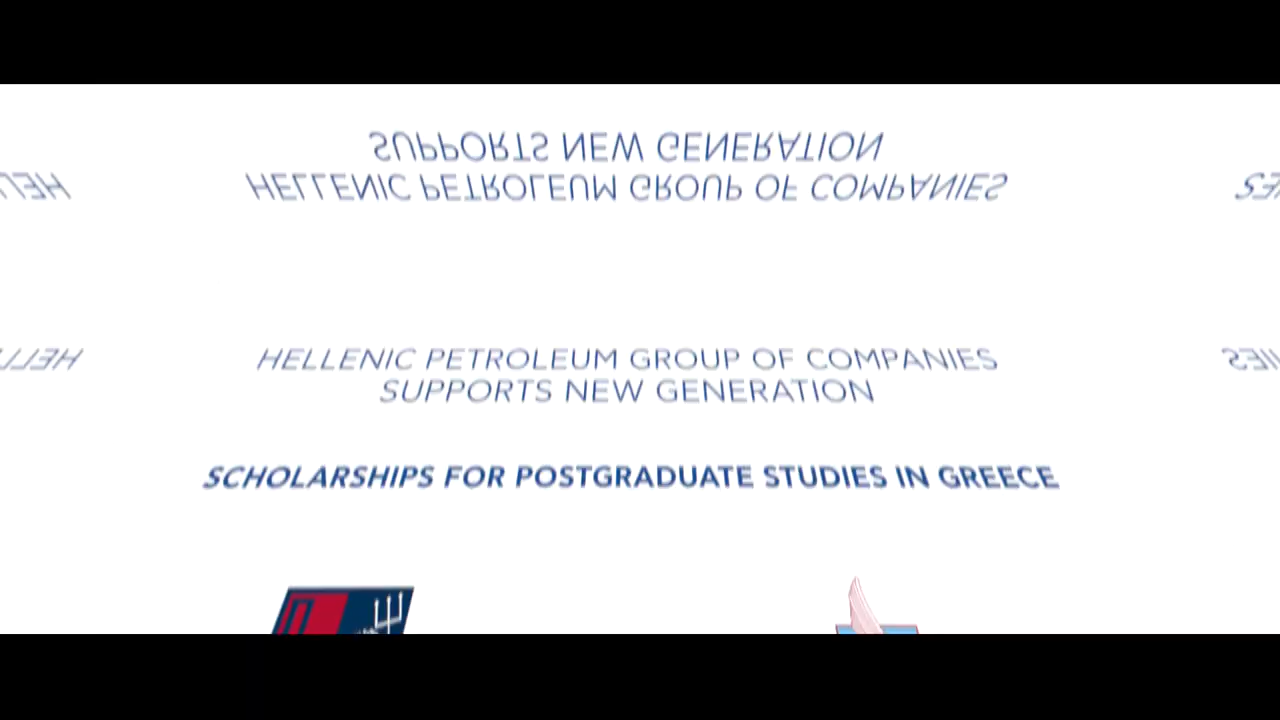 SUPPORTS NEW GENERATION
HELLENIC PETROLEUM GROUP OF COMPANIES
HELLENIC PETROLEUM GROUP OF COMPANIES
SUPPORTS NEW GENERATION
SCHOLARSHIPS FOR POSTGRADUATE STUDIES IN GREECE